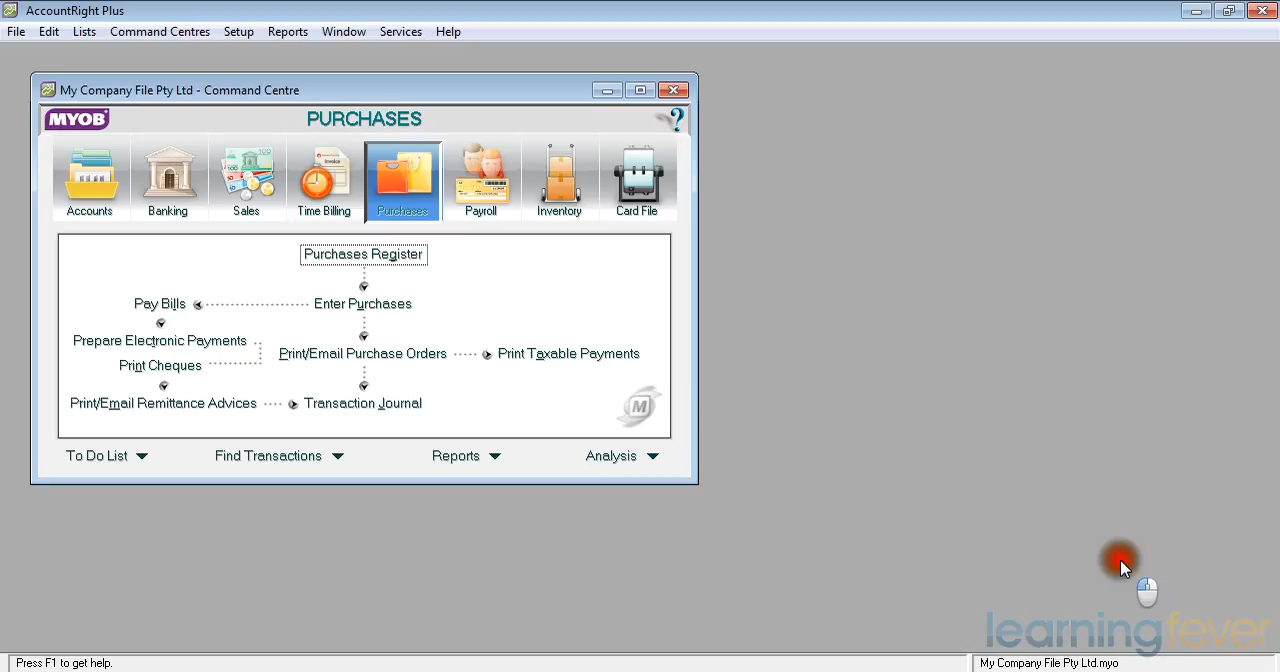 AccountRight Plus
File Edit Lists Command Centres Setup Reports Window Services Help
My Company File Pty Ltd - Command Centre
MYOB PURCHASES ?
Accounts Banking Sales Time Billing Purchases Payroll Inventory Card File
Purchases Register
Pay Bills Enter Purchases
Prepare Electronic Payments
Print/Email Purchase Orders Print Taxable Payments
Print Cheques
Print/Email Remittance Advices Transaction Journal
M
To Do List Find Transactions Reports Analysis
learningfever
Press F1 to get help. My Company File Pty Ltd.myo